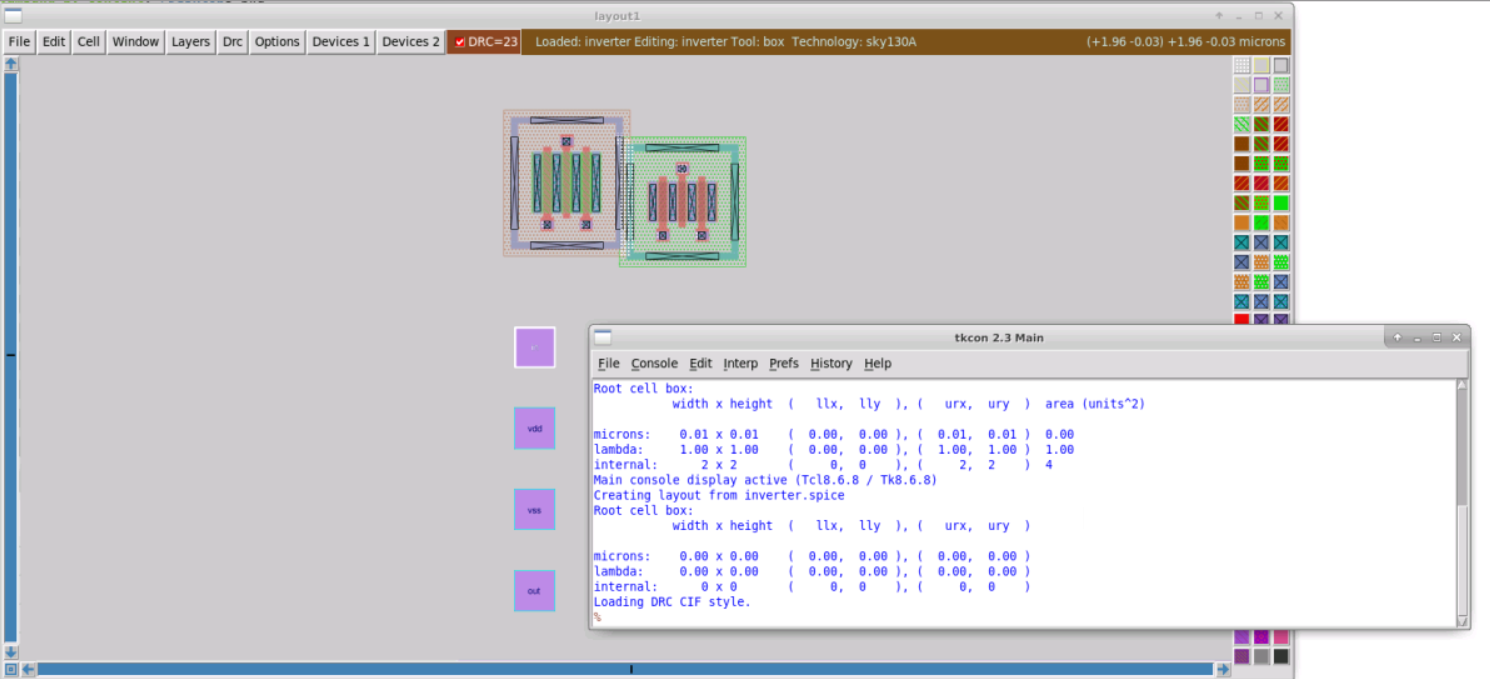 layout1
File Edit Cell Window Layers Drc Options Devices 1 Devices 2 DRC=23 Loaded: inverter Editing: inverter Tool: box Technology: sky130A (+1.96 -0.03) +1.96 -0.03 microns
vdd
vss
out
tkcon 2.3 Main
File Console Edit Interp Prefs History Help
Root cell box:
width x height ( llx, lly ), ( urx, ury ) area (units^2)
microns: 0.01 x 0.01 ( 0.00, 0.00 ), ( 0.01, 0.01 ) 0.00
lambda: 1.00 x 1.00 ( 0.00, 0.00 ), ( 1.00, 1.00 ) 1.00
internal: 2 x 2 ( 0, 0 ), ( 2, 2 ) 4
Main console display active (Tcl8.6.8 / Tk8.6.8)
Creating layout from inverter.spice
Root cell box:
width x height ( llx, lly ), ( urx, ury )
microns: 0.00 x 0.00 ( 0.00, 0.00 ), ( 0.00, 0.00 )
lambda: 0.00 x 0.00 ( 0.00, 0.00 ), ( 0.00, 0.00 )
internal: 0 x 0 ( 0, 0 ), ( 0, 0 )
Loading DRC CIF style.
%